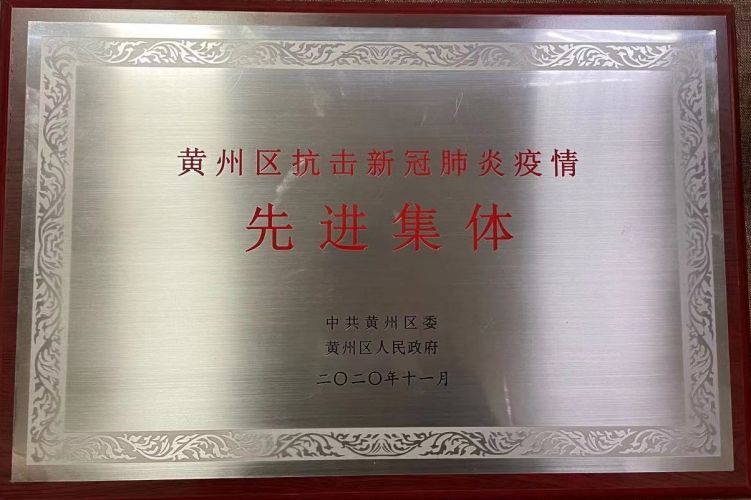 黄州区抗击新冠肺炎疫情
先进集体
中共黄州区委
黄州区人民政府
二〇二〇年十一月